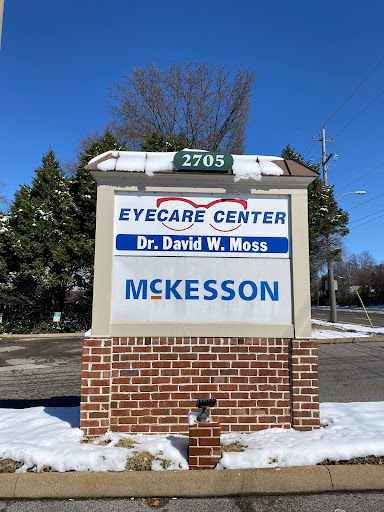 2705
EYECARE CENTER
Dr. David W. Moss
McKESSON